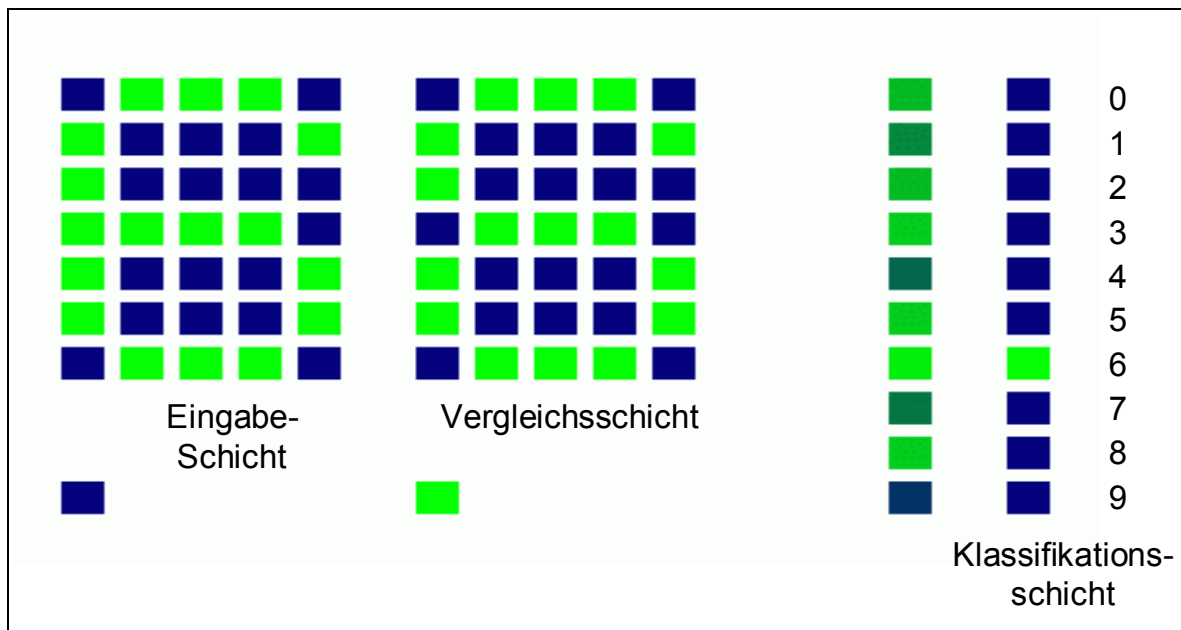 0
1
2
3
4
5
6
7
8
9
Eingabe-
Schicht
Vergleichsschicht
Klassifikations-
schicht